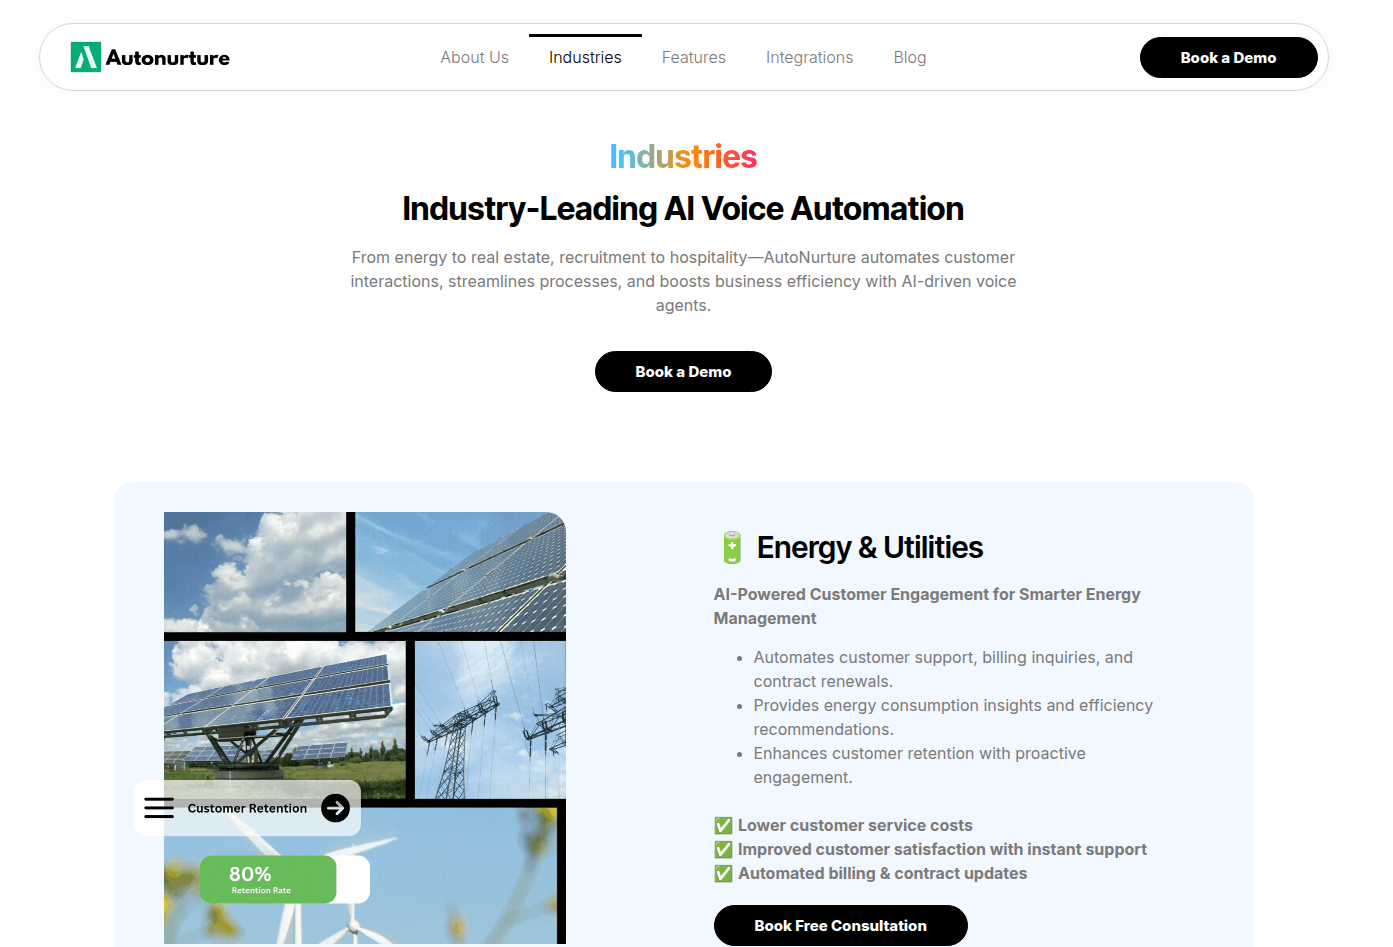 Autonurture
About Us
Industries
Features
Integrations
Blog
Book a Demo
Industries
Industry-Leading AI Voice Automation
From energy to real estate, recruitment to hospitality—AutoNurture automates customer
interactions, streamlines processes, and boosts business efficiency with AI-driven voice
agents.
Book a Demo
Customer Retention
80%
Retention Rate
🔋 Energy & Utilities
AI-Powered Customer Engagement for Smarter Energy
Management
• Automates customer support, billing inquiries, and
contract renewals.
• Provides energy consumption insights and efficiency
recommendations.
• Enhances customer retention with proactive
engagement.
✅ Lower customer service costs
✅ Improved customer satisfaction with instant support
✅ Automated billing & contract updates
Book Free Consultation